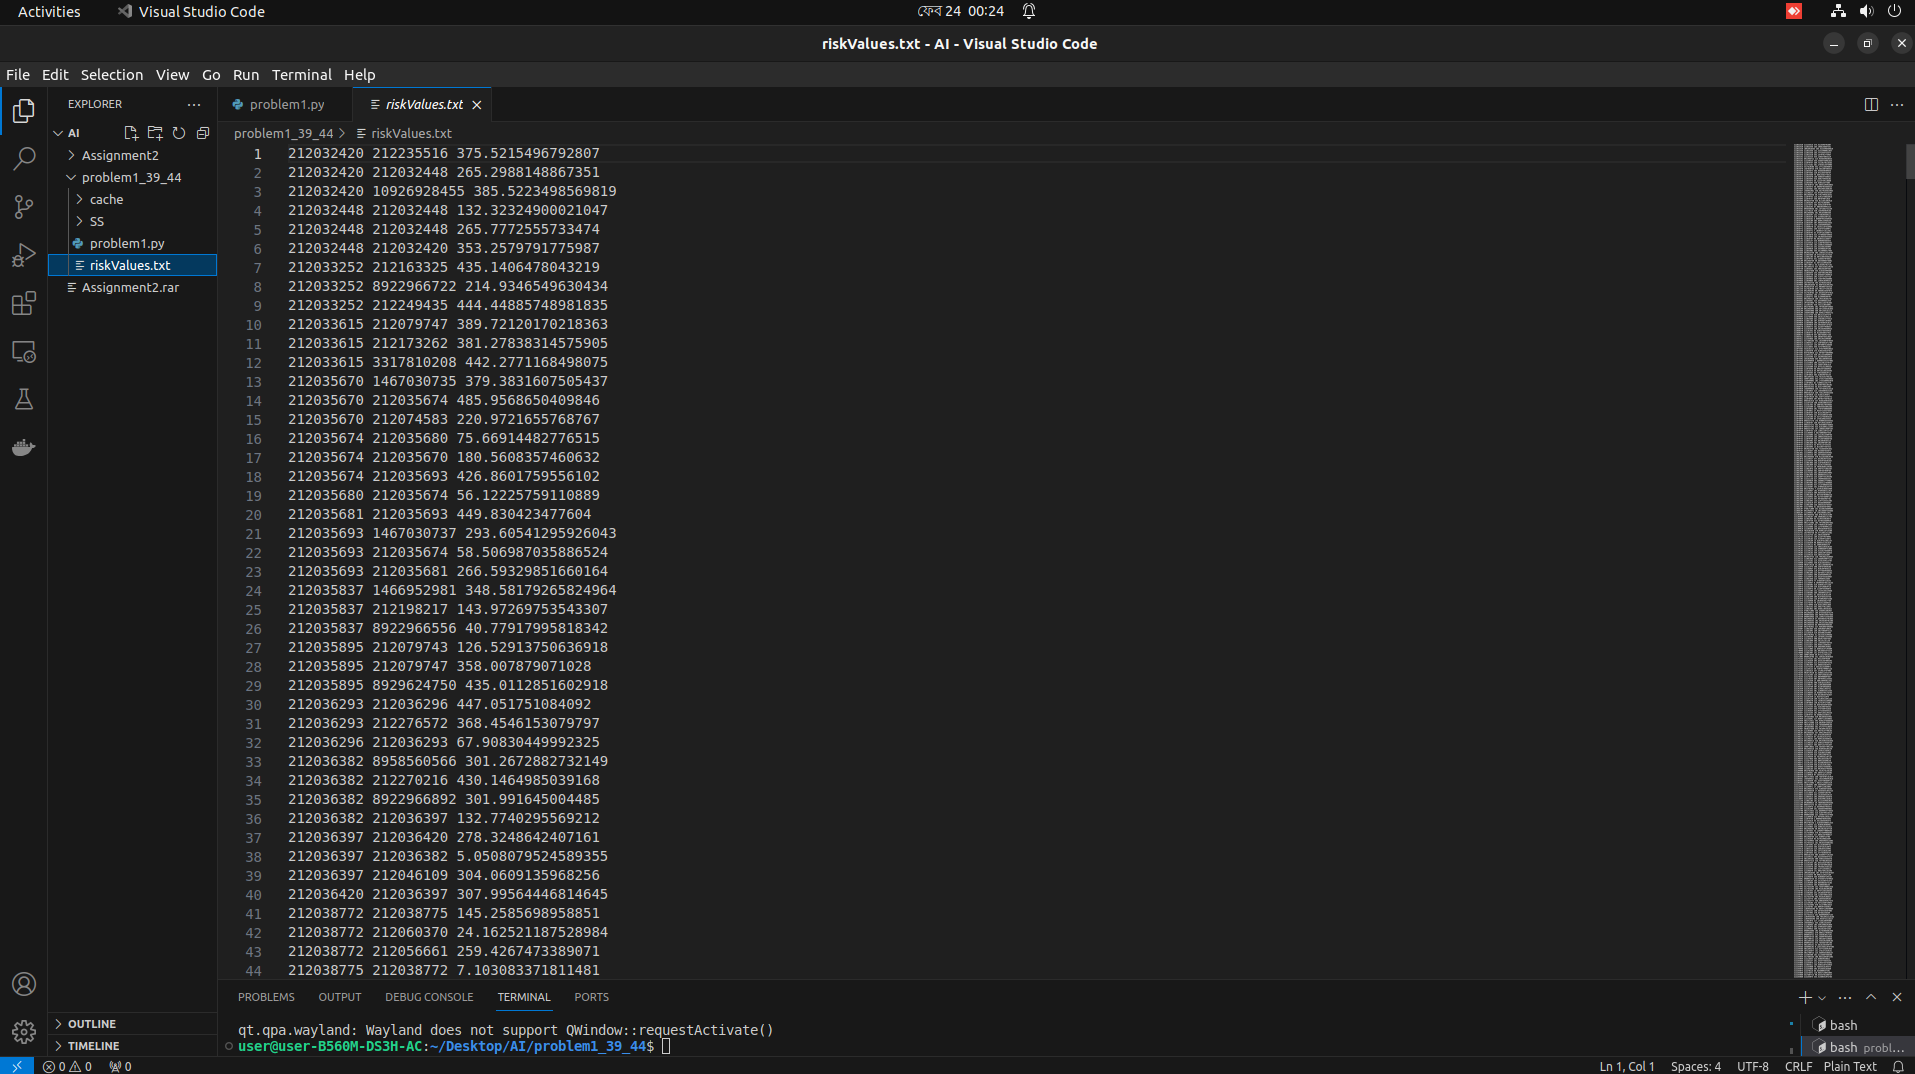 Activities Visual Studio Code ফেব 24 00:24
riskValues.txt - AI - Visual Studio Code
File Edit Selection View Go Run Terminal Help
EXPLORER ···
problem1.py riskValues.txt
AI
problem1_39_44 > riskValues.txt
Assignment2
problem1_39_44
cache
SS
problem1.py
riskValues.txt
Assignment2.rar
1 212032420 212235516 375.5215496792807
2 212032420 212032448 265.2988148867351
3 212032420 10926928455 385.5223498569819
4 212032448 212032448 132.32324900021047
5 212032448 212032448 265.7772555733474
6 212032448 212032420 353.2579791775987
7 212033252 212163325 435.1406478043219
8 212033252 8922966722 214.9346549630434
9 212033252 212249435 444.44885748981835
10 212033615 212079747 389.72120170218363
11 212033615 212173262 381.27838314575905
12 212033615 3317810208 442.2771168498075
13 212035670 1467030735 379.3831607505437
14 212035670 212035674 485.9568650409846
15 212035670 212074583 220.9721655768767
16 212035674 212035680 75.66914482776515
17 212035674 212035670 180.5608357460632
18 212035674 212035693 426.8601759556102
19 212035680 212035674 56.12225759110889
20 212035681 212035693 449.830423477604
21 212035693 1467030737 293.60541295926043
22 212035693 212035674 58.506987035886524
23 212035693 212035681 266.59329851660164
24 212035837 1466952981 348.58179265824964
25 212035837 212198217 143.97269753543307
26 212035837 8922966556 40.77917995818342
27 212035895 212079743 126.52913750636918
28 212035895 212079747 358.007879071028
29 212035895 8929624750 435.0112851602918
30 212036293 212036296 447.051751084092
31 212036293 212276572 368.4546153079797
32 212036296 212036293 67.90830449992325
33 212036382 8958560566 301.2672882732149
34 212036382 212270216 430.1464985039168
35 212036382 8922966892 301.991645004485
36 212036382 212036397 132.7740295569212
37 212036397 212036420 278.3248642407161
38 212036397 212036382 5.0508079524589355
39 212036397 212046109 304.0609135968256
40 212036420 212036397 307.99564446814645
41 212038772 212038775 145.2585698958851
42 212038772 212060370 24.162521187528984
43 212038772 212056661 259.4267473389071
44 212038775 212038772 7.103083371811481
PROBLEMS OUTPUT DEBUG CONSOLE TERMINAL PORTS
OUTLINE
TIMELINE
qt.qpa.wayland: Wayland does not support QWindow::requestActivate()
user@user-B560M-DS3H-AC:~/Desktop/AI/problem1_39_44$
bash
bash probl...
0 0 0
Ln 1, Col 1 Spaces: 4 UTF-8 CRLF Plain Text